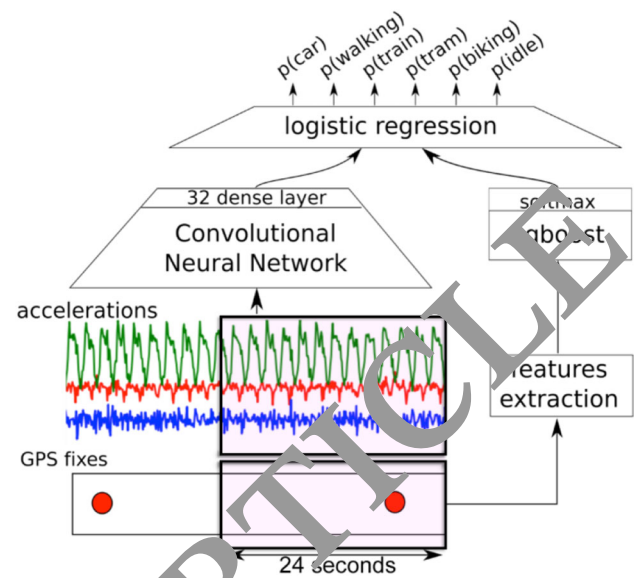 p(car) p(walking) p(train) p(tram) p(biking) p(idle)
logistic regression
32 dense layer
Convolutional
Neural Network
softmax
accelerations
features
extraction
GPS fixes
24 seconds